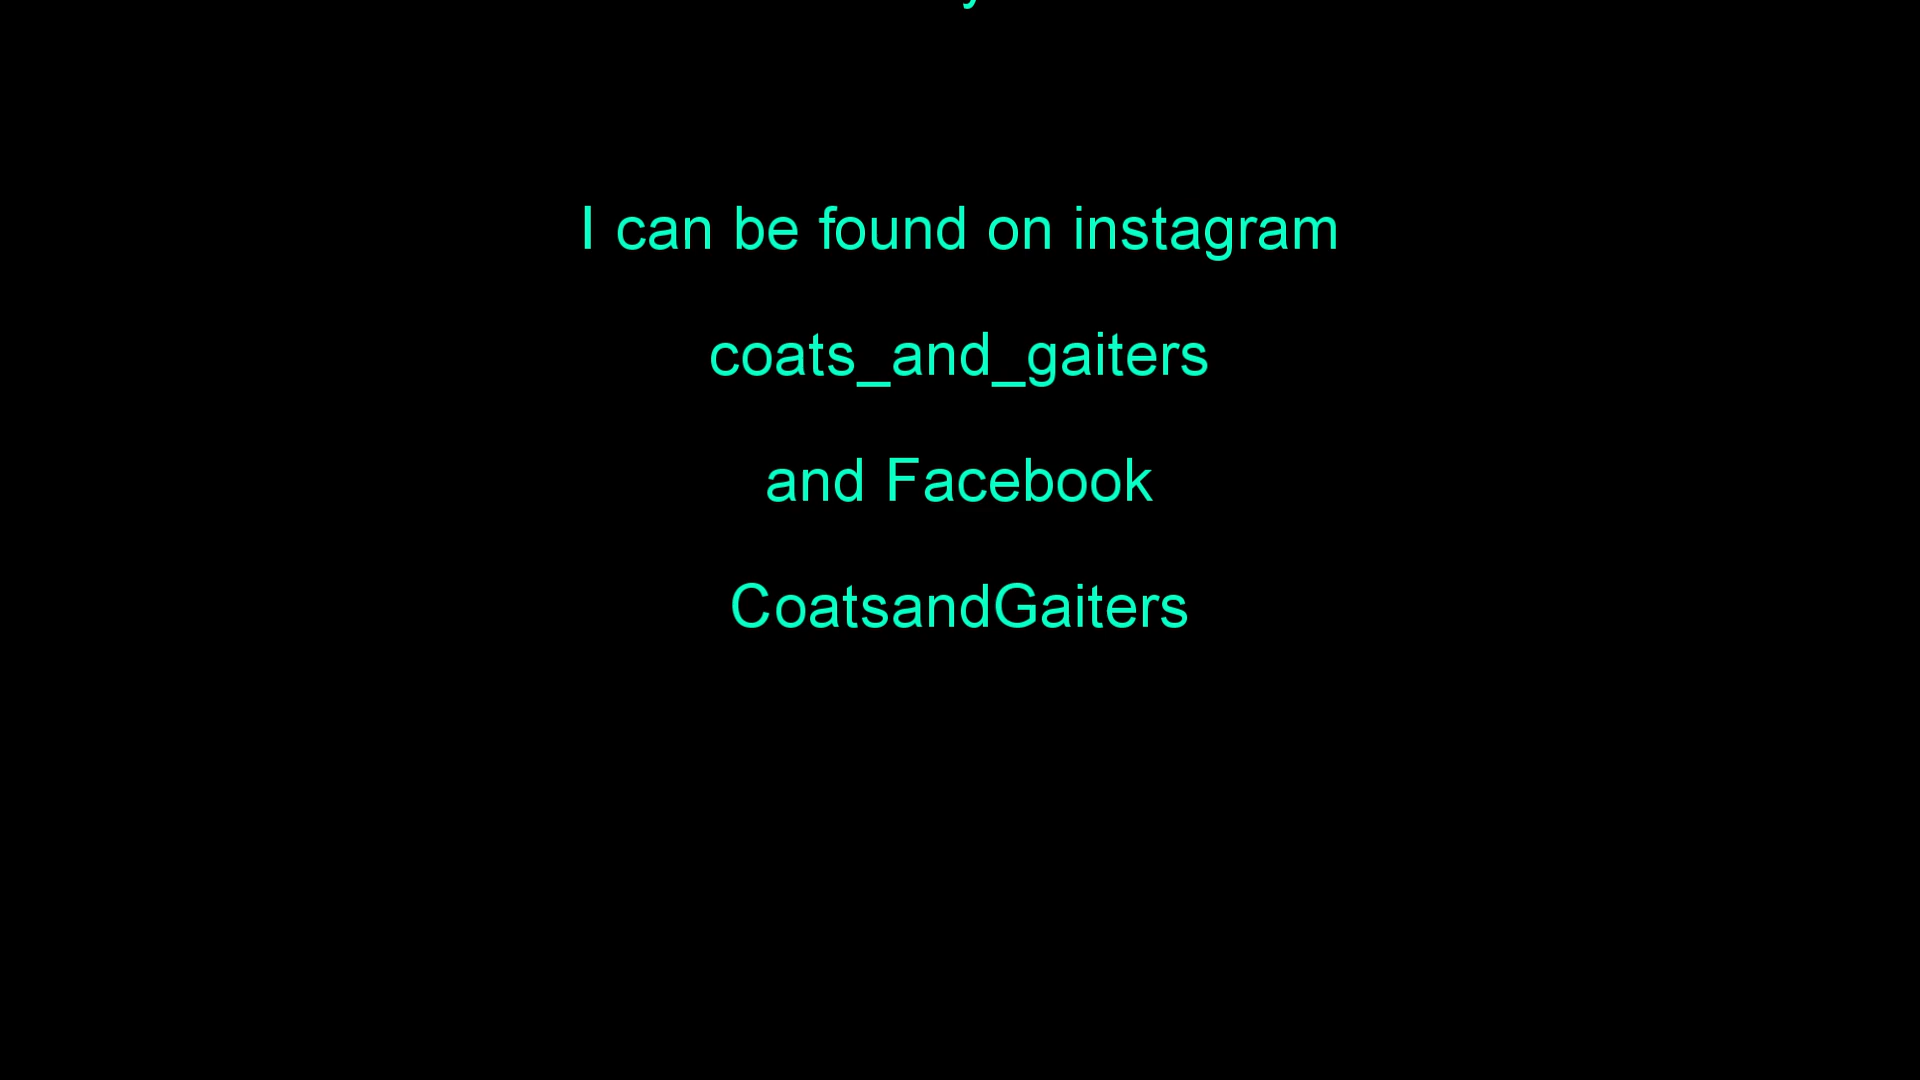 I can be found on instagram
coats_and_gaiters
and Facebook
CoatsandGaiters